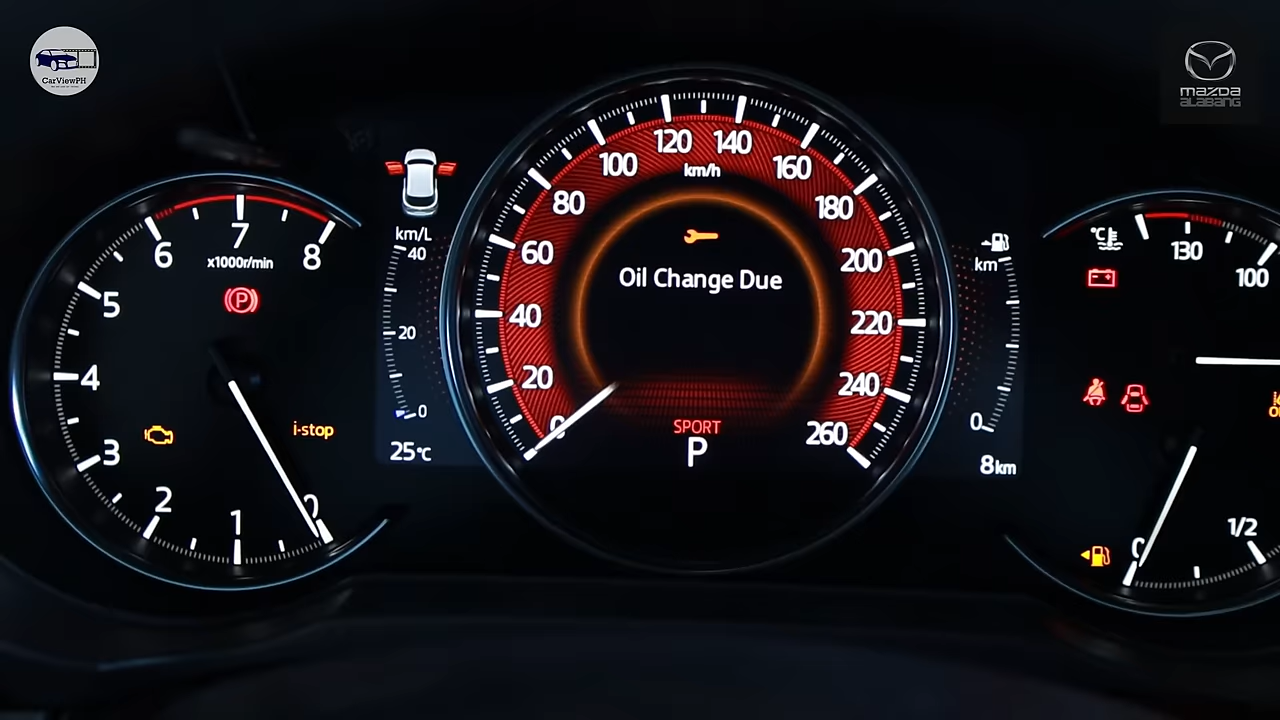 CarViewPH
mazda
ALABANG
6
7
8
x1000r/min
5
4
3
2
1
0
P
i-stop
km/L
40
20
0
25℃
0
20
40
60
80
100
120
140
160
180
200
220
240
260
km/h
Oil Change Due
SPORT
P
km
0
8km
℃
130
100
0
1/2